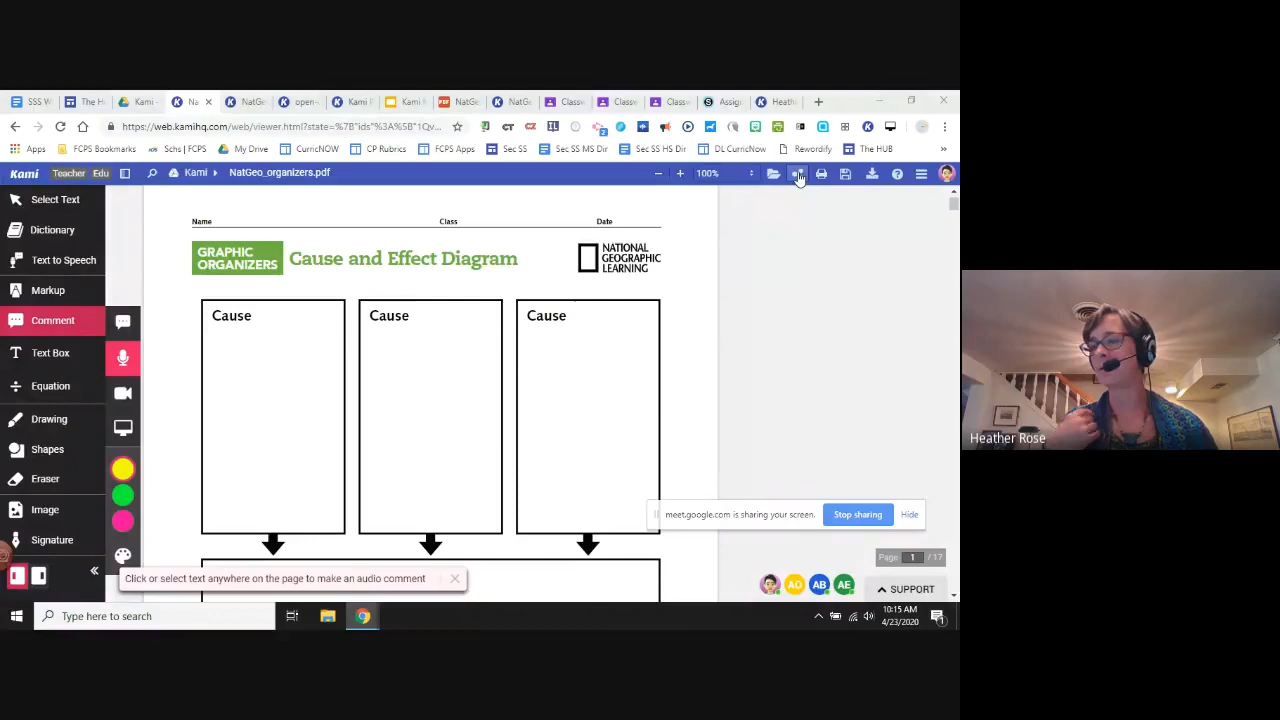 SSS W
The H
Kami -
Na
NatGe
open-
Kami I
Kami N
NatGe
NatGe
Classw
Classw
Classw
Assig
Heath
https://web.kamihq.com/web/viewer.html?state=%7B"ids"%3A%5B"1Qv...
Apps
FCPS Bookmarks
Schs | FCPS
My Drive
CurricNOW
CP Rubrics
FCPS Apps
Sec SS
Sec SS MS Dir
Sec SS HS Dir
DL CurricNow
Rewordify
The HUB
Kami Teacher Edu
Kami
NatGeo_organizers.pdf
100%
Select Text
Dictionary
Text to Speech
Markup
Comment
Text Box
Equation
Drawing
Shapes
Eraser
Image
Signature
Name Class Date
GRAPHIC
ORGANIZERS
Cause and Effect Diagram
NATIONAL
GEOGRAPHIC
LEARNING
Cause Cause Cause
meet.google.com is sharing your screen. Stop sharing Hide
Page: 1 / 17
Click or select text anywhere on the page to make an audio comment
AO AB AE
SUPPORT
Type here to search
10:15 AM
4/23/2020
Heather Rose